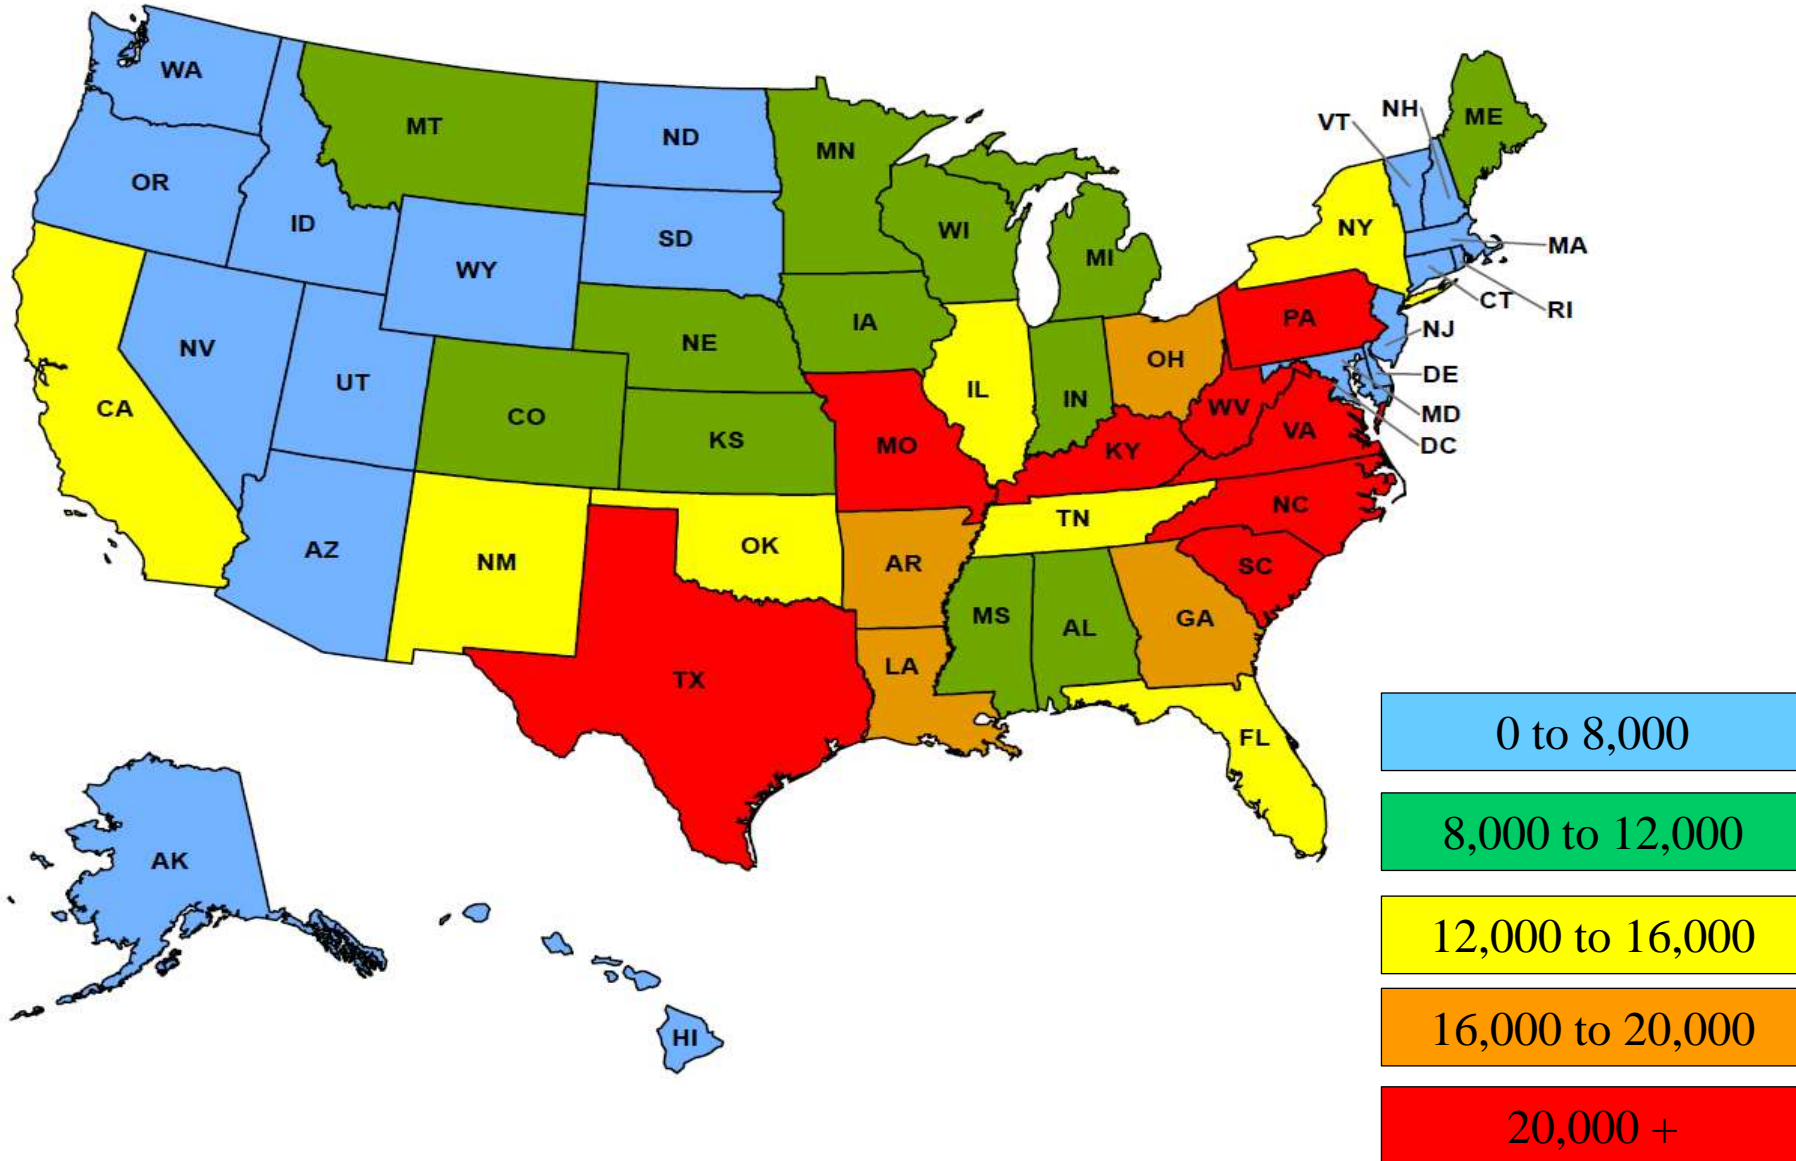 WA
MT
ND
MN
OR
ID
WY
SD
WI
MI
VT
NH
ME
NY
MA
CT
RI
NV
UT
CA
CO
NE
IA
KS
IL
IN
OH
PA
NJ
DE
MD
DC
MO
KY
WV
VA
AZ
NM
OK
AR
TN
NC
SC
TX
LA
MS
AL
GA
FL
AK
HI
0 to 8,000
8,000 to 12,000
12,000 to 16,000
16,000 to 20,000
20,000 +